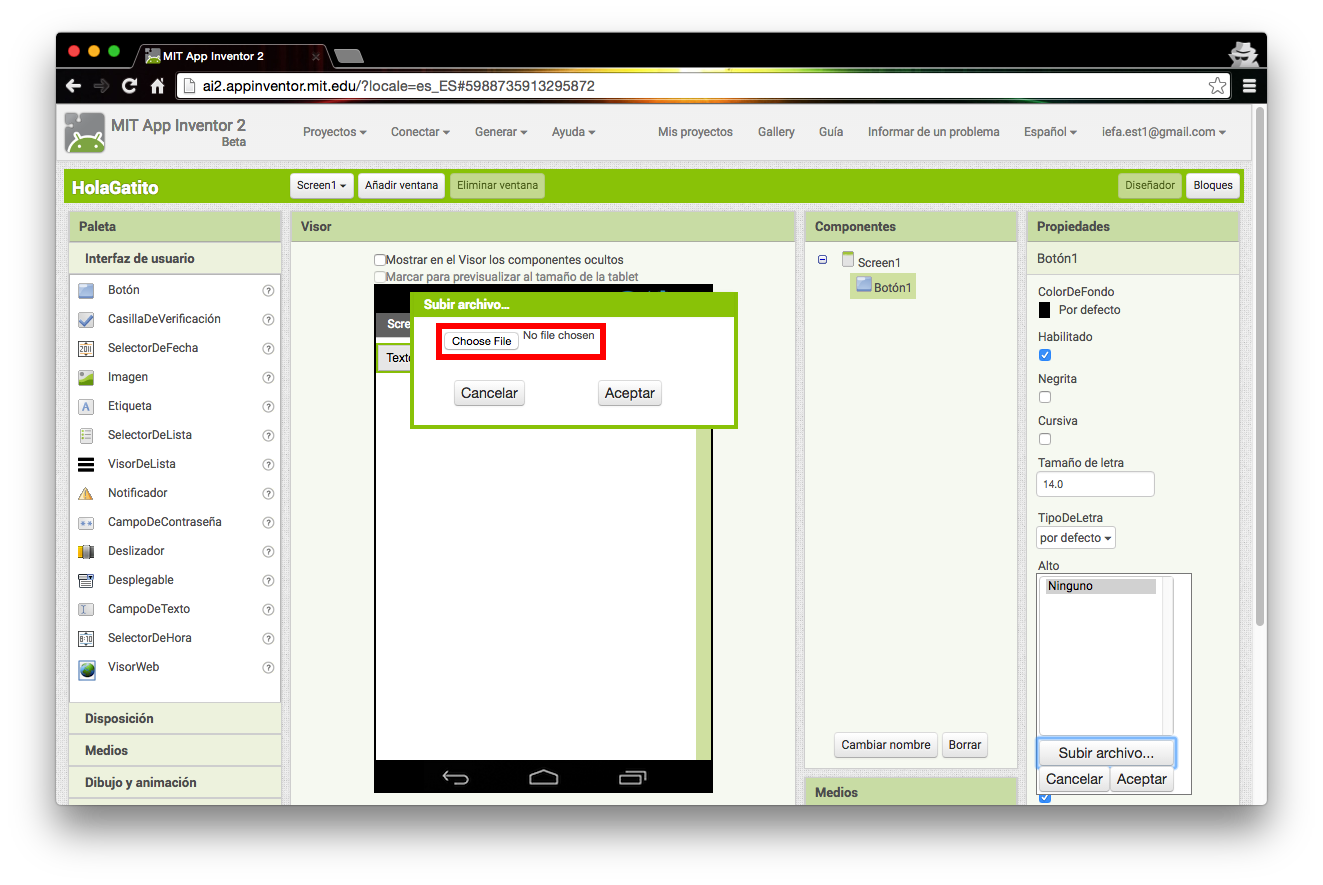 MIT App Inventor 2
ai2.appinventor.mit.edu/?locale=es_ES#5988735913295872
MIT App Inventor 2
Beta
Proyectos Conectar Generar Ayuda Mis proyectos Gallery Guía Informar de un problema Español iefa.est1@gmail.com
HolaGatito
Screen1 Añadir ventana Eliminar ventana Diseñador Bloques
Paleta
Interfaz de usuario
Botón
CasillaDeVerificación
SelectorDeFecha
Imagen
Etiqueta
SelectorDeLista
VisorDeLista
Notificador
CampoDeContraseña
Deslizador
Desplegable
CampoDeTexto
SelectorDeHora
VisorWeb
Disposición
Medios
Dibujo y animación
Visor
Mostrar en el Visor los componentes ocultos
Marcar para previsualizar al tamaño de la tablet
Subir archivo...
Choose File No file chosen
Cancelar Aceptar
Componentes
Screen1
Botón1
Cambiar nombre Borrar
Medios
Propiedades
Botón1
ColorDeFondo
Por defecto
Habilitado
Negrita
Cursiva
Tamaño de letra
14.0
TipoDeLetra
por defecto
Alto
Ninguno
Subir archivo...
Cancelar Aceptar